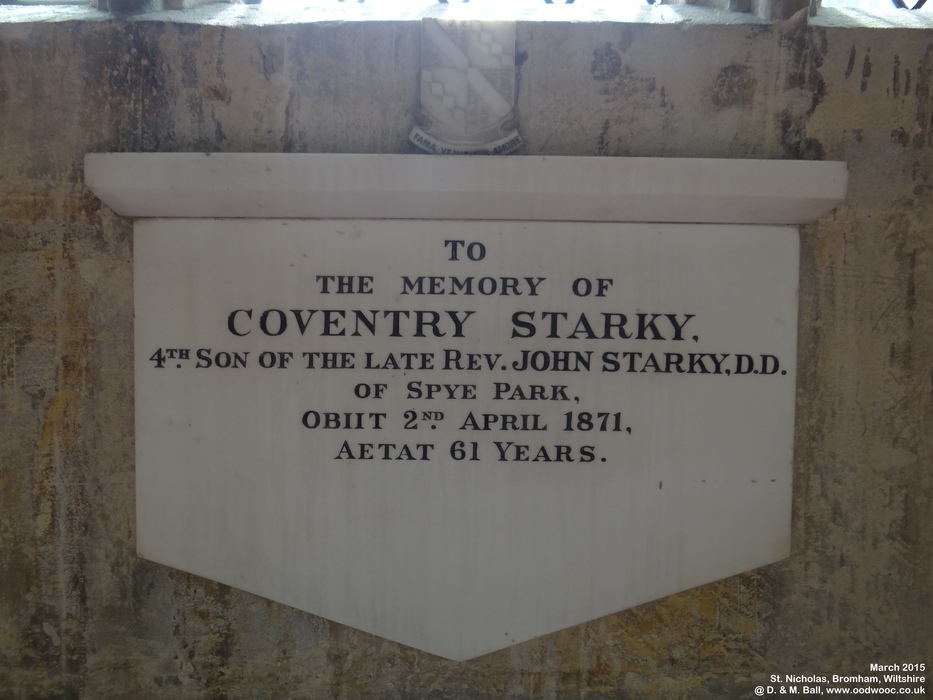 TO
THE MEMORY OF
COVENTRY STARKY,
4TH SON OF THE LATE REV. JOHN STARKY, D.D.
OF SPYE PARK,
OBIIT 2ND APRIL 1871,
AETAT 61 YEARS.
March 2015
St. Nicholas, Bromham, Wiltshire
@ D. & M. Ball, www.oodwooc.co.uk